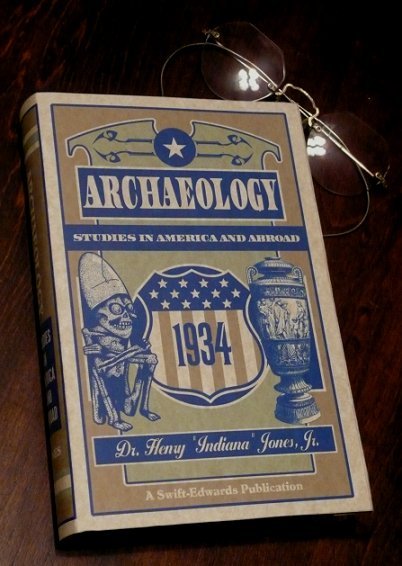 ARCHAEOLOGY
STUDIES IN AMERICA AND ABROAD
1934
Dr. Henry "Indiana" Jones, Jr.
A Swift-Edwards Publication